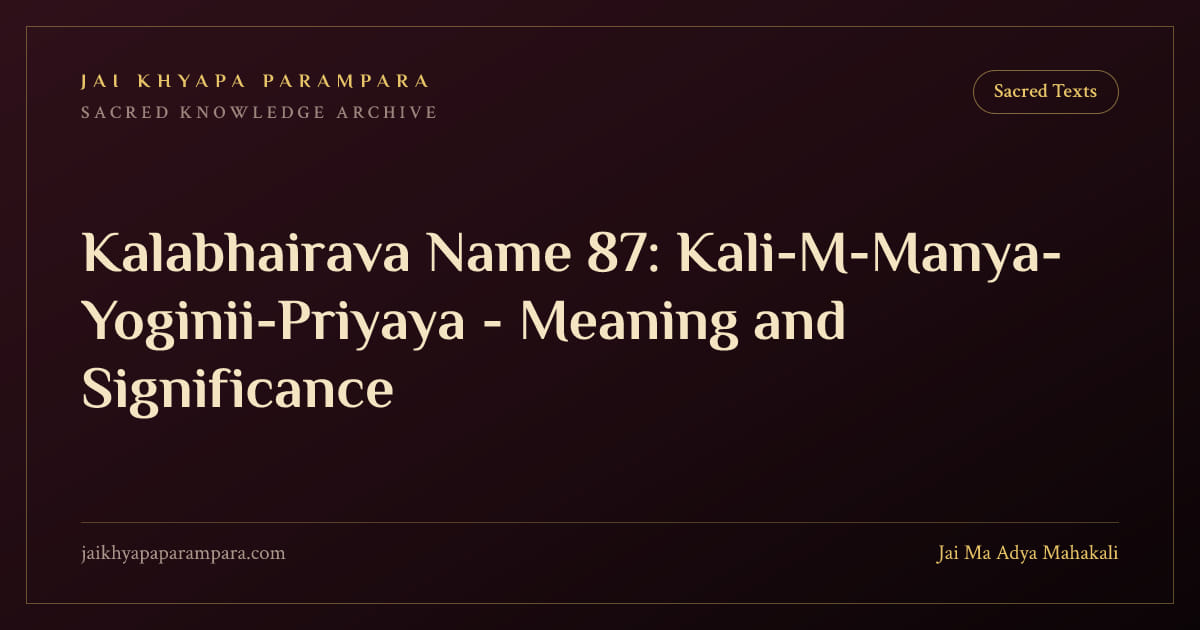 JAI KHYAPA PARAMPARA
SACRED KNOWLEDGE ARCHIVE
Sacred Texts
Kalabhairava Name 87: Kali-M-Manya-
Yoginii-Priyaya - Meaning and
Significance
jaikhyapaparampara.com
Jai Ma Adya Mahakali